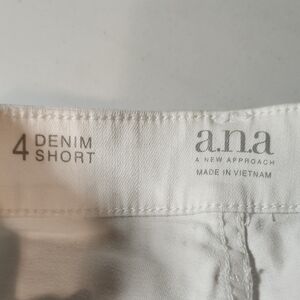 4 DENIM SHORT
a.n.a
A NEW APPROACH
MADE IN VIETNAM